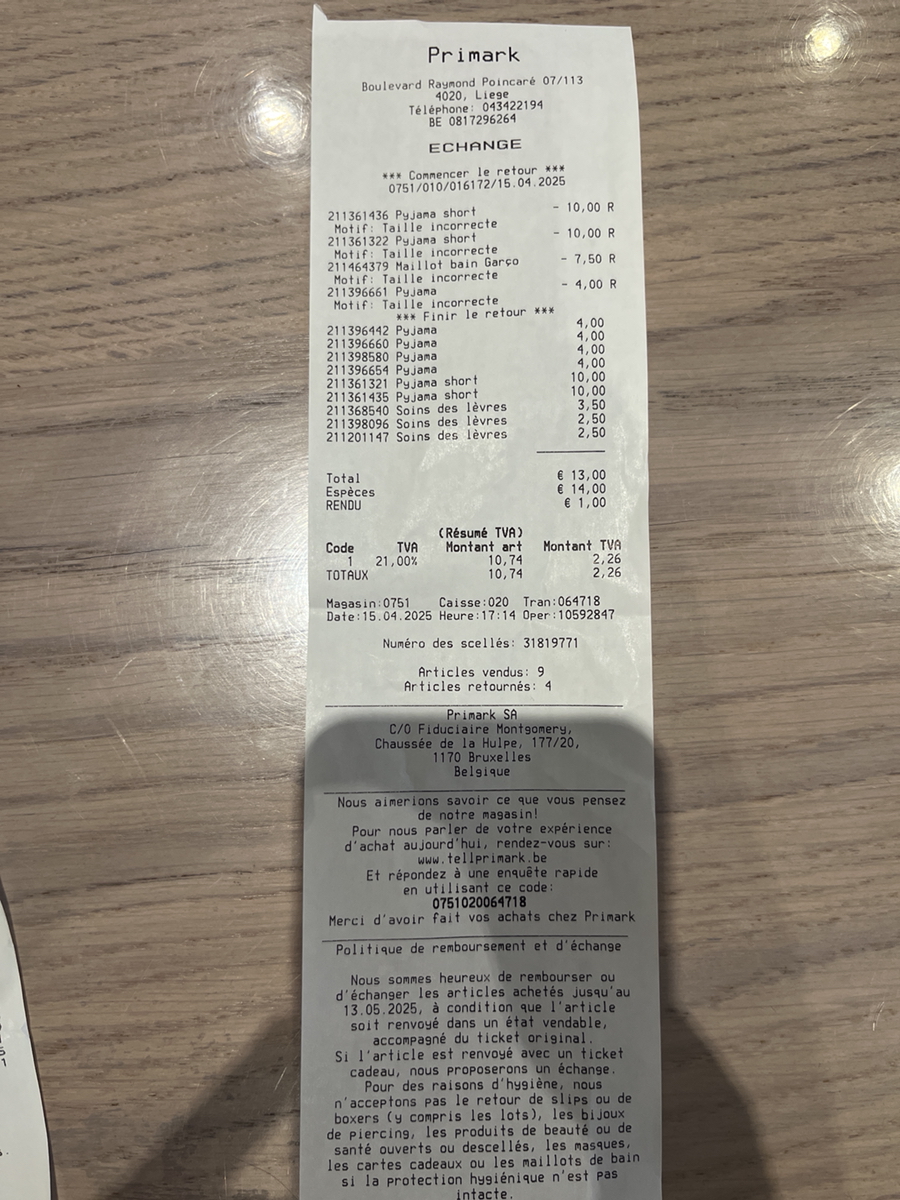 Primark
Boulevard Raymond Poincaré 07/113
4020, Liege
Téléphone: 043422194
BE 0817296264
ECHANGE
*** Commencer le retour ***
0751/010/016172/15.04.2025
211361436 Pyjama short - 10,00 R
Motif: Taille incorrecte
211361322 Pyjama short - 10,00 R
Motif: Taille incorrecte
211464379 Maillot bain Garço - 7,50 R
Motif: Taille incorrecte
211396661 Pyjama - 4,00 R
Motif: Taille incorrecte
*** Finir le retour ***
211396442 Pyjama 4,00
211396660 Pyjama 4,00
211398580 Pyjama 4,00
211396654 Pyjama 4,00
211361321 Pyjama short 10,00
211361435 Pyjama short 10,00
211368540 Soins des lèvres 3,50
211398096 Soins des lèvres 2,50
211201147 Soins des lèvres 2,50
Total € 13,00
Espèces € 14,00
RENDU € 1,00
(Résumé TVA)
Code TVA Montant art Montant TVA
1 21,00% 10,74 2,26
TOTAUX 10,74 2,26
Magasin:0751 Caisse:020 Tran:064718
Date:15.04.2025 Heure:17:14 Oper:10592847
Numéro des scellés: 31819771
Articles vendus: 9
Articles retournés: 4
Primark SA
C/O Fiduciaire Montgomery,
Chaussée de la Hulpe, 177/20,
1170 Bruxelles
Belgique
Nous aimerions savoir ce que vous pensez
de notre magasin!
Pour nous parler de votre expérience
d'achat aujourd'hui, rendez-vous sur:
www.tellprimark.be
Et répondez à une enquête rapide
en utilisant ce code:
0751020064718
Merci d'avoir fait vos achats chez Primark
Politique de remboursement et d'échange
Nous sommes heureux de rembourser ou
d'échanger les articles achetés jusqu'au
13.05.2025, à condition que l'article
soit renvoyé dans un état vendable,
accompagné du ticket original.
Si l'article est renvoyé avec un ticket
cadeau, nous proposerons un échange.
Pour des raisons d'hygiène, nous
n'acceptons pas le retour de slips ou de
boxers (y compris les lots), les bijoux
de piercing, les produits de beauté ou de
santé ouverts ou descellés, les masques,
les cartes cadeaux ou les maillots de bain
si la protection hygiénique n'est pas
intacte.